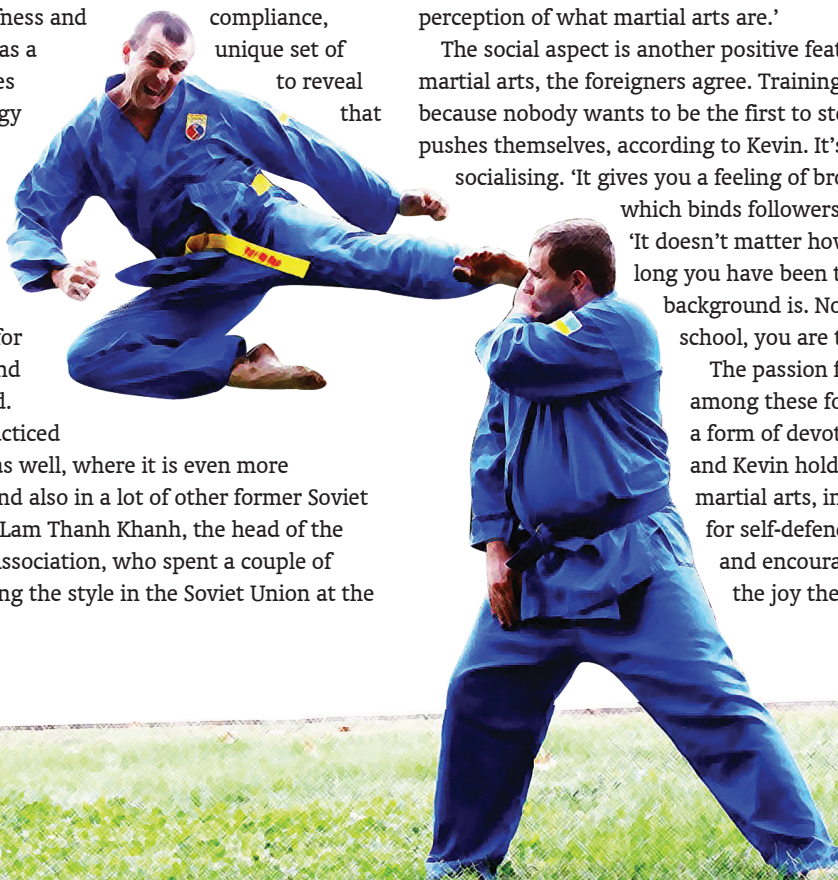 fness and compliance,
as a unique set of
es to reveal
gy that
for
nd
d.
cticed
as well, where it is even more
nd also in a lot of other former Soviet
Lam Thanh Khanh, the head of the
ssociation, who spent a couple of
ng the style in the Soviet Union at the
perception of what martial arts are.’
The social aspect is another positive feat
martial arts, the foreigners agree. Training
because nobody wants to be the first to sto
pushes themselves, according to Kevin. It’s
socialising. ‘It gives you a feeling of bro
which binds followers
‘It doesn’t matter how
long you have been t
background is. No
school, you are t
The passion f
among these fo
a form of devot
and Kevin hold
martial arts, in
for self-defenc
and encoura
the joy the